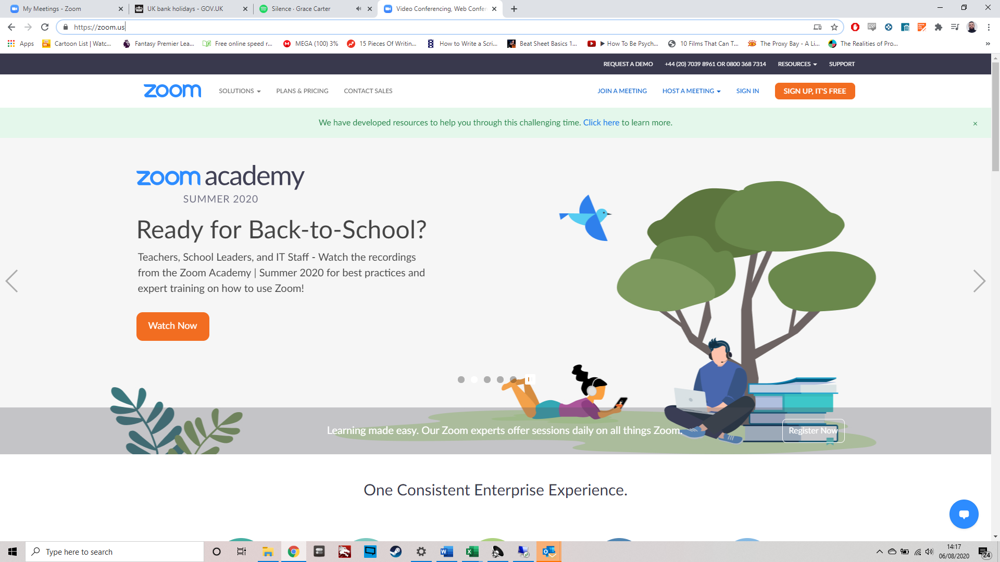 My Meetings - Zoom
UK bank holidays - GOV.UK
Silence · Grace Carter
Video Conferencing, Web Confer
https://zoom.us
Apps
Cartoon List | Watc...
Fantasy Premier Lea...
Free online speed r...
MEGA (100) 3%
15 Pieces Of Writin...
How to Write a Scri...
Beat Sheet Basics 1...
▶ How To Be Psych...
10 Films That Can T...
The Proxy Bay - A Li...
The Realities of Pro...
REQUEST A DEMO
+44 (20) 7039 8961 OR 0800 368 7314
RESOURCES
SUPPORT
zoom
SOLUTIONS
PLANS & PRICING
CONTACT SALES
JOIN A MEETING
HOST A MEETING
SIGN IN
SIGN UP, IT'S FREE
We have developed resources to help you through this challenging time. Click here to learn more.
zoom academy
SUMMER 2020
Ready for Back-to-School?
Teachers, School Leaders, and IT Staff - Watch the recordings
from the Zoom Academy | Summer 2020 for best practices and
expert training on how to use Zoom!
Watch Now
Learning made easy. Our Zoom experts offer sessions daily on all things Zoom.
Register Now
One Consistent Enterprise Experience.
Type here to search
14:17
06/08/2020
24